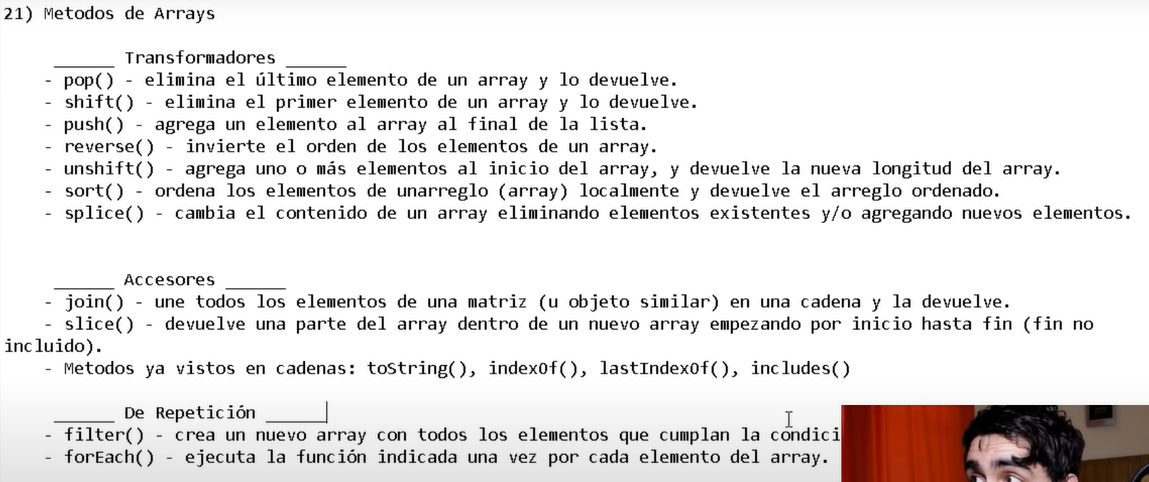 21) Metodos de Arrays
______ Transformadores ______
- pop() - elimina el último elemento de un array y lo devuelve.
- shift() - elimina el primer elemento de un array y lo devuelve.
- push() - agrega un elemento al array al final de la lista.
- reverse() - invierte el orden de los elementos de un array.
- unshift() - agrega uno o más elementos al inicio del array, y devuelve la nueva longitud del array.
- sort() - ordena los elementos de unarreglo (array) localmente y devuelve el arreglo ordenado.
- splice() - cambia el contenido de un array eliminando elementos existentes y/o agregando nuevos elementos.
______ Accesores ______
- join() - une todos los elementos de una matriz (u objeto similar) en una cadena y la devuelve.
- slice() - devuelve una parte del array dentro de un nuevo array empezando por inicio hasta fin (fin no
incluido).
- Metodos ya vistos en cadenas: toString(), indexOf(), lastIndexOf(), includes()
______ De Repetición ______
- filter() - crea un nuevo array con todos los elementos que cumplan la condici
- forEach() - ejecuta la función indicada una vez por cada elemento del array.